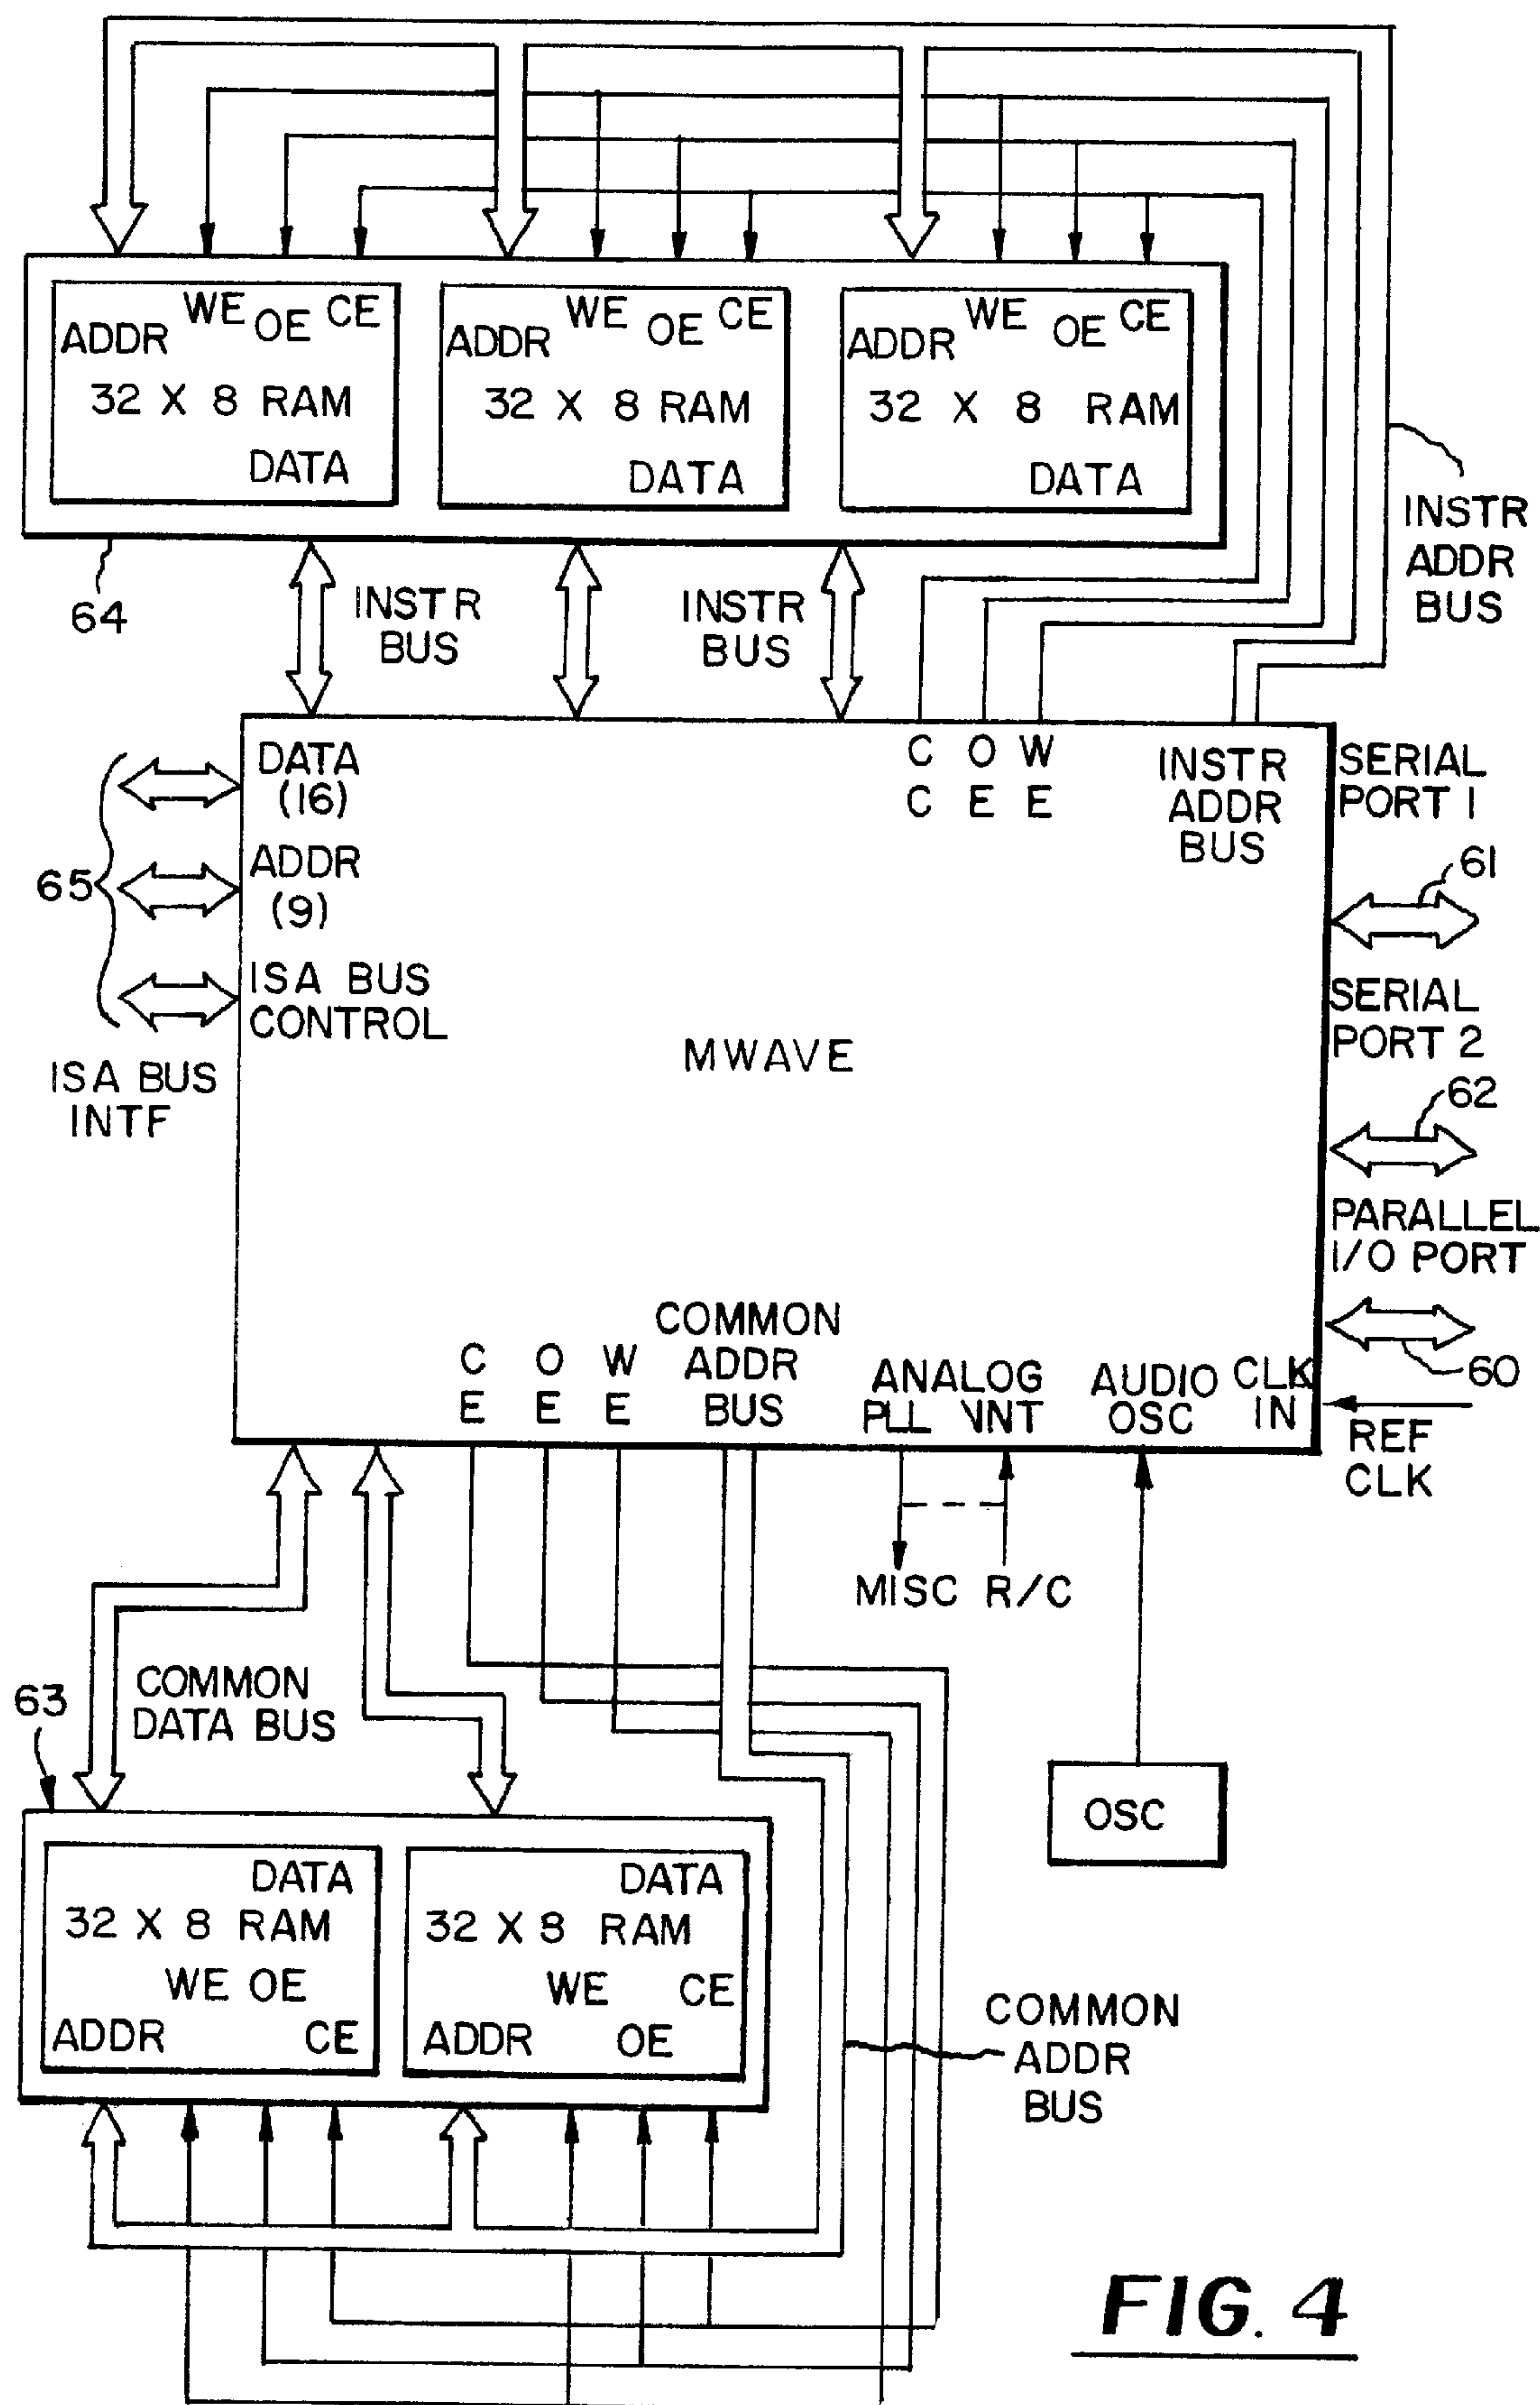 WE OE CE
ADDR
32 X 8 RAM
DATA
WE OE CE
ADDR
32 X 8 RAM
DATA
WE OE CE
ADDR
32 X 8 RAM
DATA
INSTR
ADDR
BUS
64
INSTR
BUS
INSTR
BUS
65
DATA
(16)
ADDR
(9)
ISA BUS
CONTROL
ISA BUS
INTF
C O W
C E E
INSTR
ADDR
BUS
SERIAL
PORT 1
61
SERIAL
PORT 2
62
PARALLEL
I/O PORT
60
MWAVE
C O W
E E E
COMMON
ADDR
BUS
ANALOG
PLL VNT
AUDIO
OSC
CLK
IN
REF
CLK
MISC R/C
63
COMMON
DATA BUS
OSC
DATA
32 X 8 RAM
WE OE
ADDR CE
DATA
32 X 8 RAM
WE CE
ADDR OE
COMMON
ADDR
BUS
FIG. 4